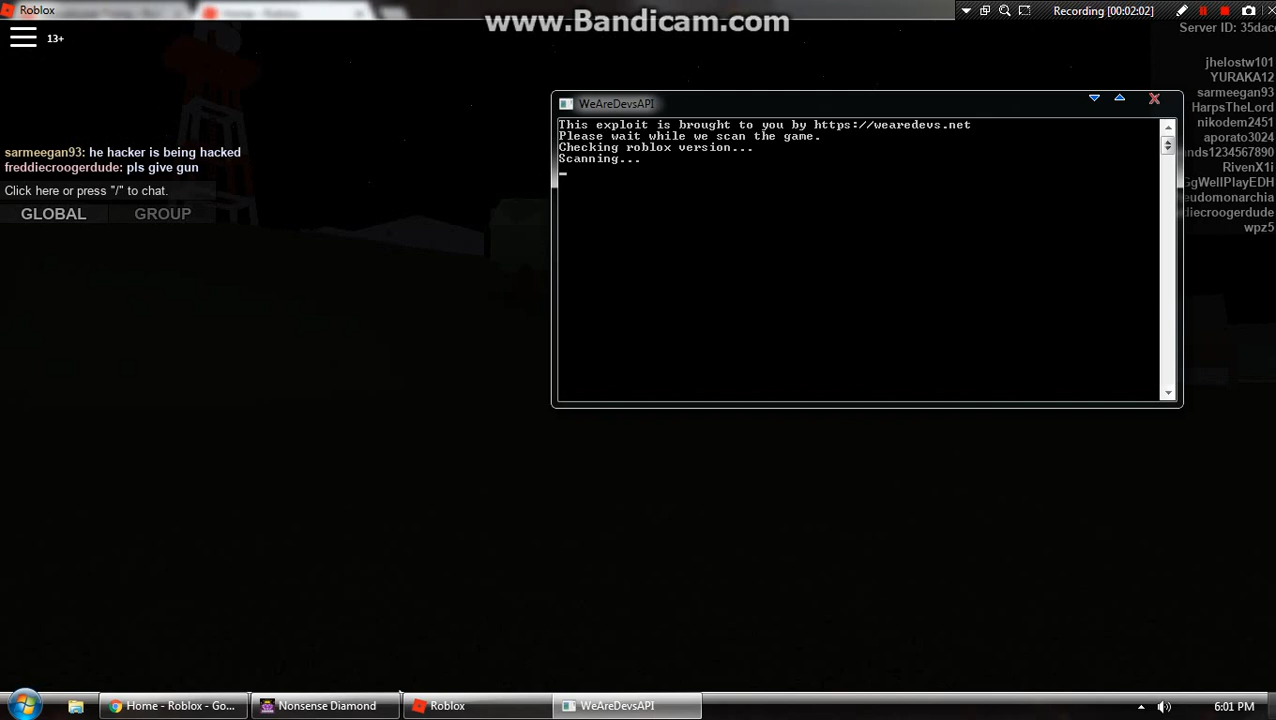 Roblox
www.Bandicam.com
Recording [00:02:02]
13+
Server ID: 35dac
jhelostw101
YURAKA12
sarmeegan93
HarpsTheLord
nikodem2451
aporato3024
ands1234567890
RivenX1i
GgWellPlayEDH
eudomonarchia
diecroogerdude
wpz5
sarmeegan93: he hacker is being hacked
freddiecroogerdude: pls give gun
Click here or press "/" to chat.
GLOBAL GROUP
WeAreDevsAPI
This exploit is brought to you by https://wearedevs.net
Please wait while we scan the game.
Checking roblox version...
Scanning...
Home - Roblox - Go...
Nonsense Diamond
Roblox
WeAreDevsAPI
6:01 PM